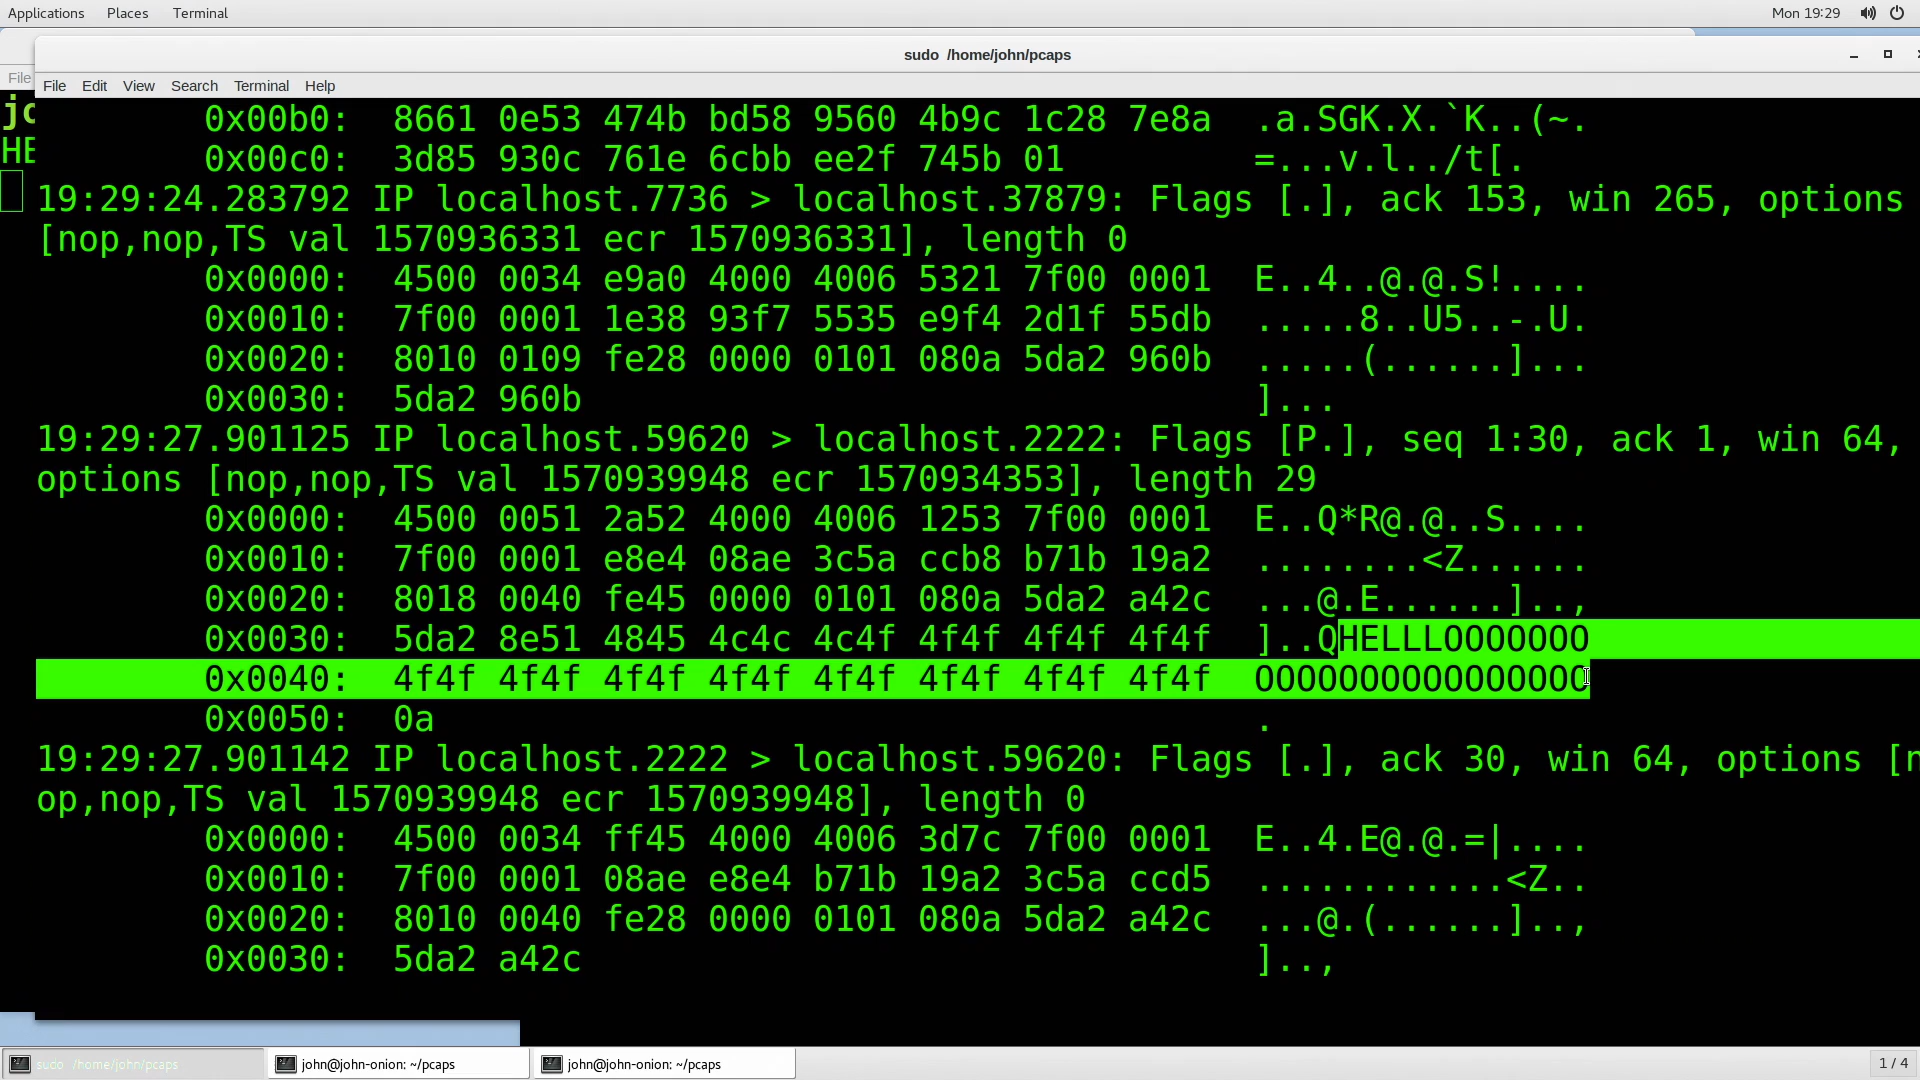 Applications Places Terminal Mon 19:29
sudo /home/john/pcaps
File
File Edit View Search Terminal Help
jo
HE
0x00b0: 8661 0e53 474b bd58 9560 4b9c 1c28 7e8a .a.SGK.X.`K..(~.
0x00c0: 3d85 930c 761e 6cbb ee2f 745b 01 =...v.l../t[.
19:29:24.283792 IP localhost.7736 > localhost.37879: Flags [.], ack 153, win 265, options
[nop,nop,TS val 1570936331 ecr 1570936331], length 0
0x0000: 4500 0034 e9a0 4000 4006 5321 7f00 0001 E..4..@.@.S!....
0x0010: 7f00 0001 1e38 93f7 5535 e9f4 2d1f 55db .....8..U5..-.U.
0x0020: 8010 0109 fe28 0000 0101 080a 5da2 960b .....(......]...
0x0030: 5da2 960b ]...
19:29:27.901125 IP localhost.59620 > localhost.2222: Flags [P.], seq 1:30, ack 1, win 64,
options [nop,nop,TS val 1570939948 ecr 1570934353], length 29
0x0000: 4500 0051 2a52 4000 4006 1253 7f00 0001 E..Q*R@.@..S....
0x0010: 7f00 0001 e8e4 08ae 3c5a ccb8 b71b 19a2 ........<Z......
0x0020: 8018 0040 fe45 0000 0101 080a 5da2 a42c ...@.E......]..,
0x0030: 5da2 8e51 4845 4c4c 4c4f 4f4f 4f4f 4f4f ]..QHELLLOOOOOOO
0x0040: 4f4f 4f4f 4f4f 4f4f 4f4f 4f4f 4f4f 4f4f OOOOOOOOOOOOOOOO
0x0050: 0a .
19:29:27.901142 IP localhost.2222 > localhost.59620: Flags [.], ack 30, win 64, options [n
op,nop,TS val 1570939948 ecr 1570939948], length 0
0x0000: 4500 0034 ff45 4000 4006 3d7c 7f00 0001 E..4.E@.@.=|....
0x0010: 7f00 0001 08ae e8e4 b71b 19a2 3c5a ccd5 ............<Z..
0x0020: 8010 0040 fe28 0000 0101 080a 5da2 a42c ...@.(......]..,
0x0030: 5da2 a42c ]..,
sudo /home/john/pcaps john@john-onion: ~/pcaps john@john-onion: ~/pcaps 1 / 4